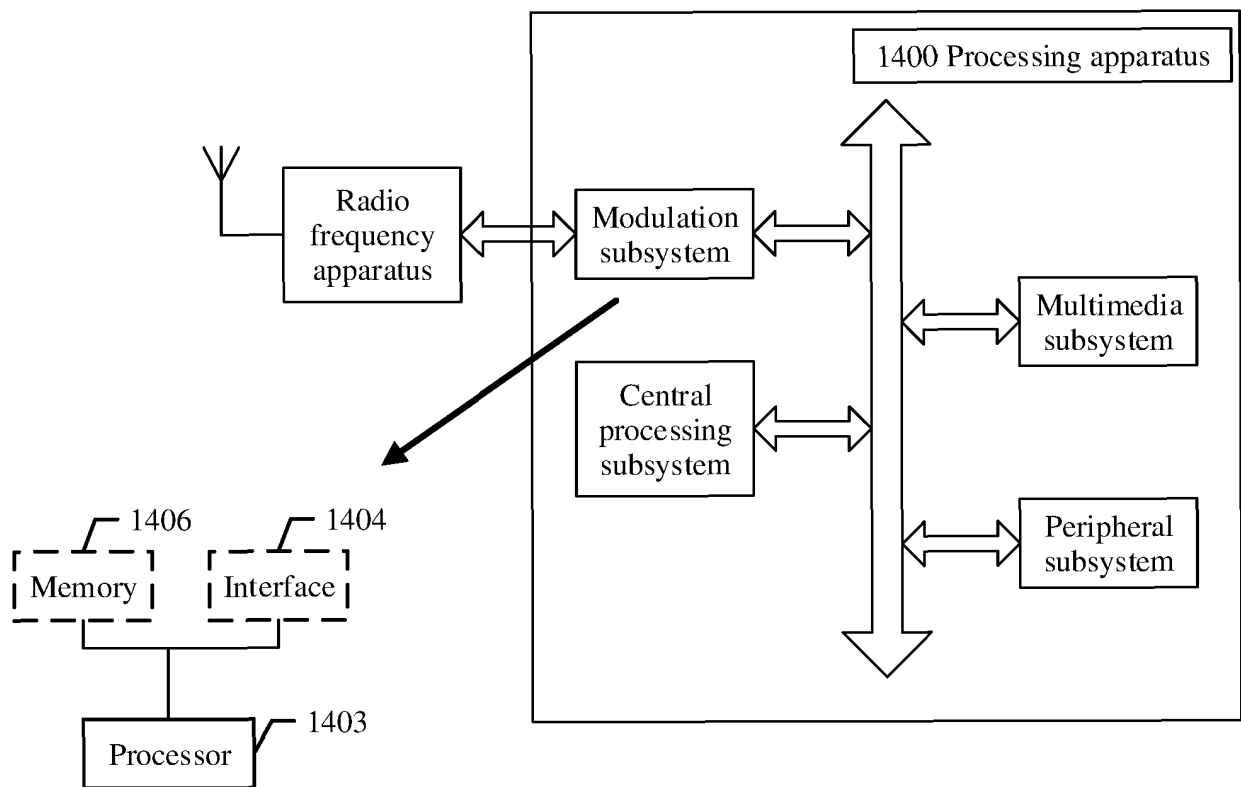 1400 Processing apparatus
Radio
frequency
apparatus
Modulation
subsystem
Multimedia
subsystem
Central
processing
subsystem
Peripheral
subsystem
1406
1404
Memory
Interface
1403
Processor